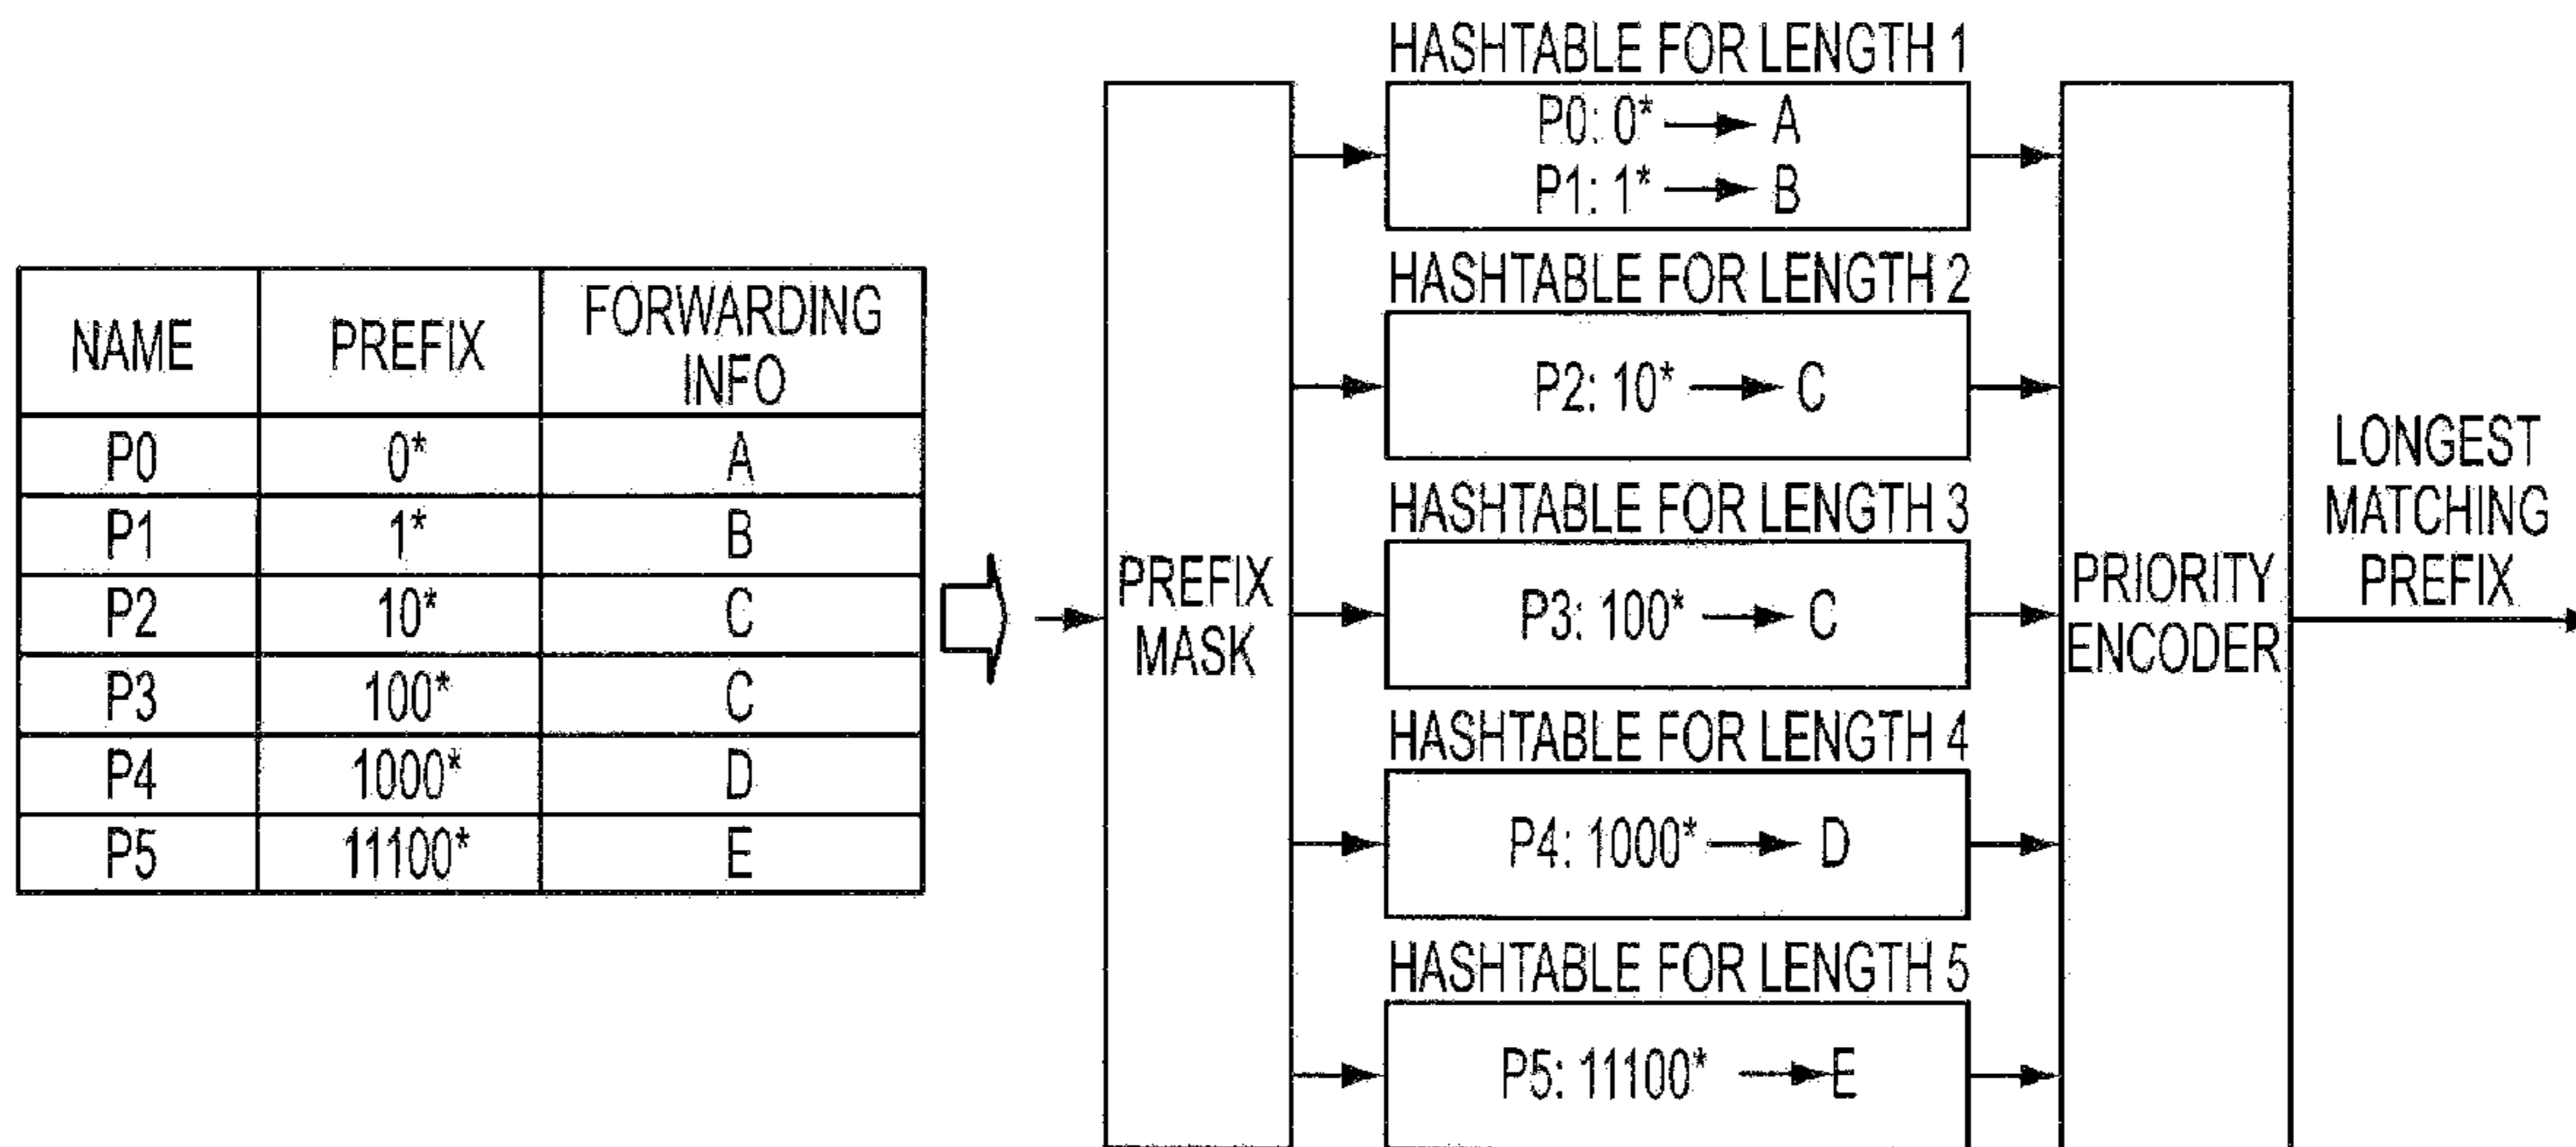 NAME PREFIX FORWARDING INFO
P0 0* A
P1 1* B
P2 10* C
P3 100* C
P4 1000* D
P5 11100* E
PREFIX
MASK
HASHTABLE FOR LENGTH 1
P0: 0* → A
P1: 1* → B
HASHTABLE FOR LENGTH 2
P2: 10* → C
HASHTABLE FOR LENGTH 3
P3: 100* → C
HASHTABLE FOR LENGTH 4
P4: 1000* → D
HASHTABLE FOR LENGTH 5
P5: 11100* → E
PRIORITY
ENCODER
LONGEST
MATCHING
PREFIX